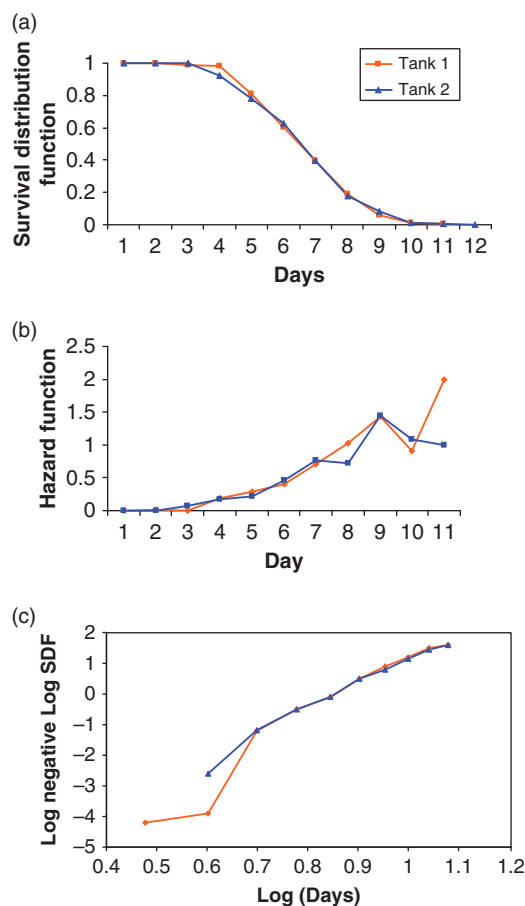 (a)
Survival distribution
function
1
0.8
0.6
0.4
0.2
0
Tank 1
Tank 2
1 2 3 4 5 6 7 8 9 10 11 12
Days
(b)
Hazard function
2.5
2
1.5
1
0.5
0
1 2 3 4 5 6 7 8 9 10 11
Day
(c)
Log negative Log SDF
2
1
0
–1
–2
–3
–4
–5
0.4 0.5 0.6 0.7 0.8 0.9 1 1.1 1.2
Log (Days)